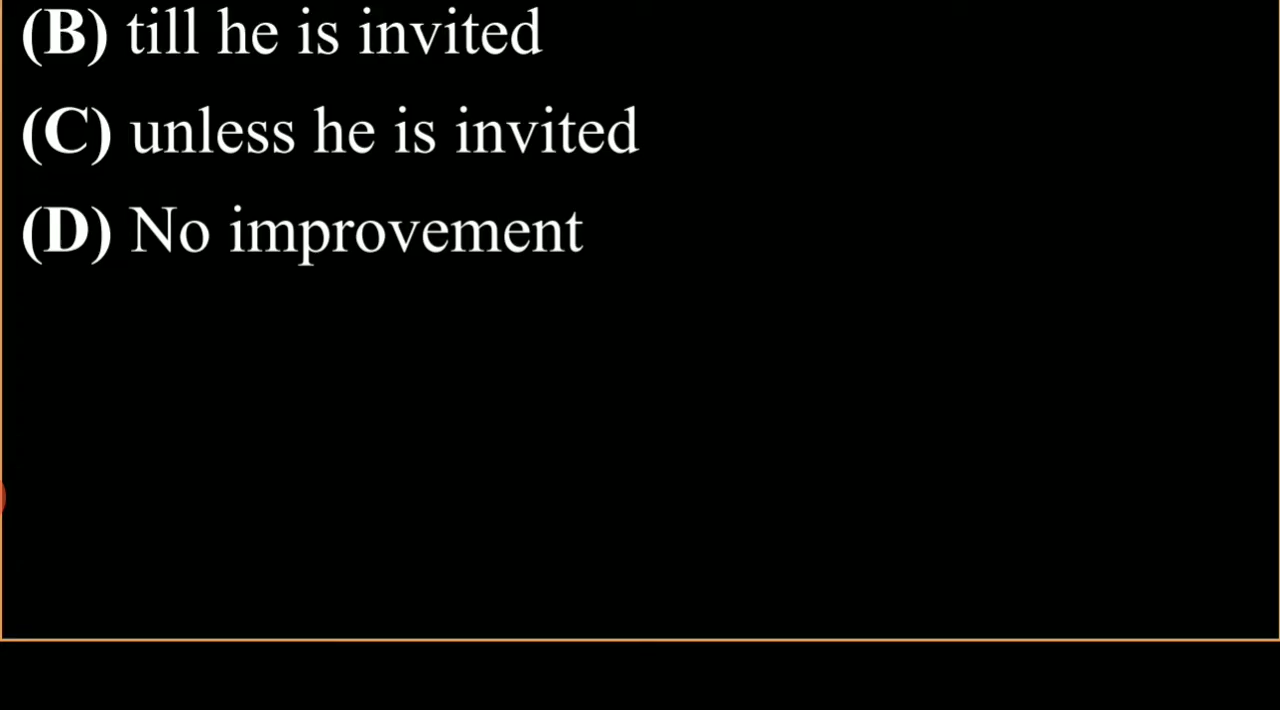 (B) till he is invited
(C) unless he is invited
(D) No improvement